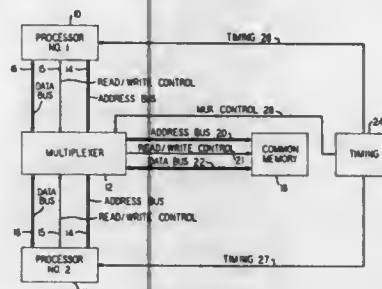 10
PROCESSOR
NO. 1
TIMING 26
16
15
14
DATA
BUS
READ/WRITE CONTROL
ADDRESS BUS
MUX CONTROL 28
24
ADDRESS BUS 20
READ/WRITE CONTROL
21
DATA BUS 22
MULTIPLEXER
12
COMMON
MEMORY
18
TIMING
DATA
BUS
ADDRESS BUS
16
15
14
READ/WRITE CONTROL
PROCESSOR
NO. 2
TIMING 27